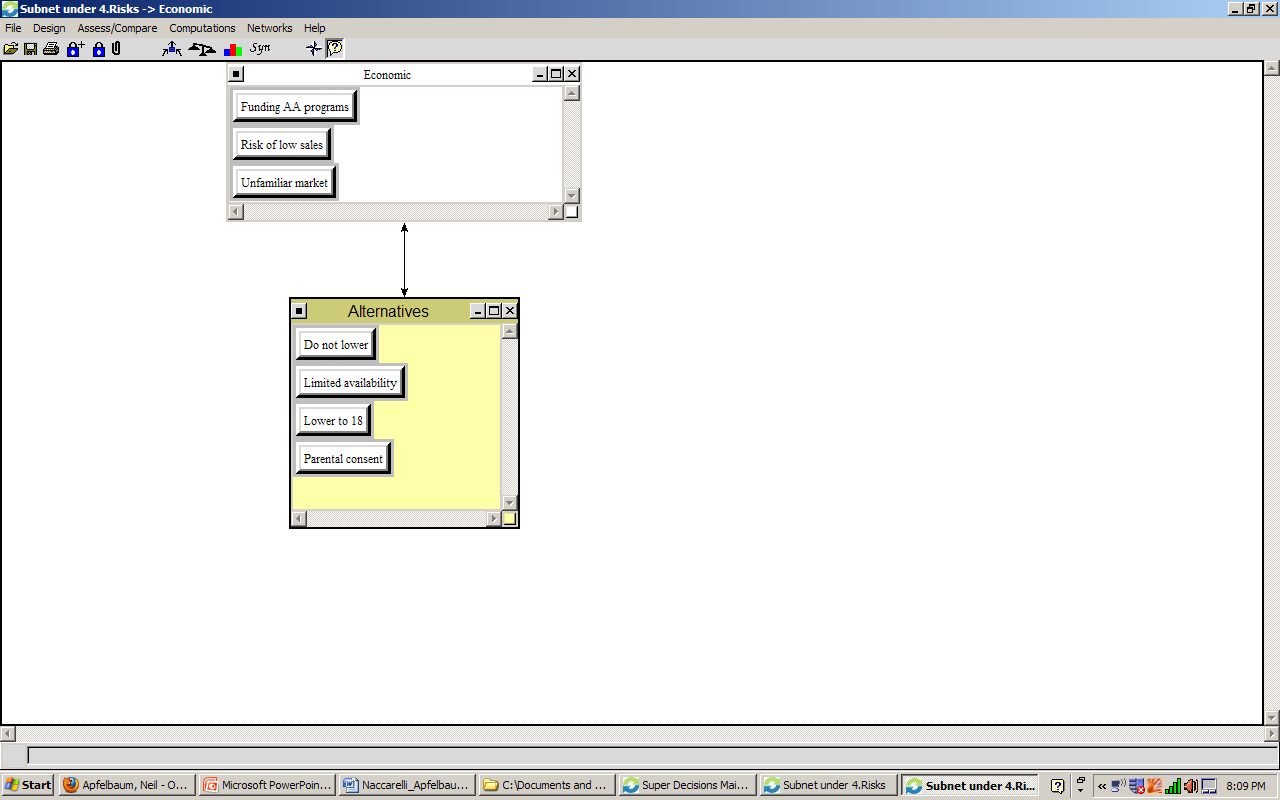 Subnet under 4.Risks -> Economic
File Design Assess/Compare Computations Networks Help
Syn
Economic
Funding AA programs
Risk of low sales
Unfamiliar market
Alternatives
Do not lower
Limited availability
Lower to 18
Parental consent
Start Apfelbaum, Neil - O... Microsoft PowerPoin... Naccarelli_Apfelbau... C:\Documents and ... Super Decisions Mai... Subnet under 4.Risks Subnet under 4.Ri... 8:09 PM